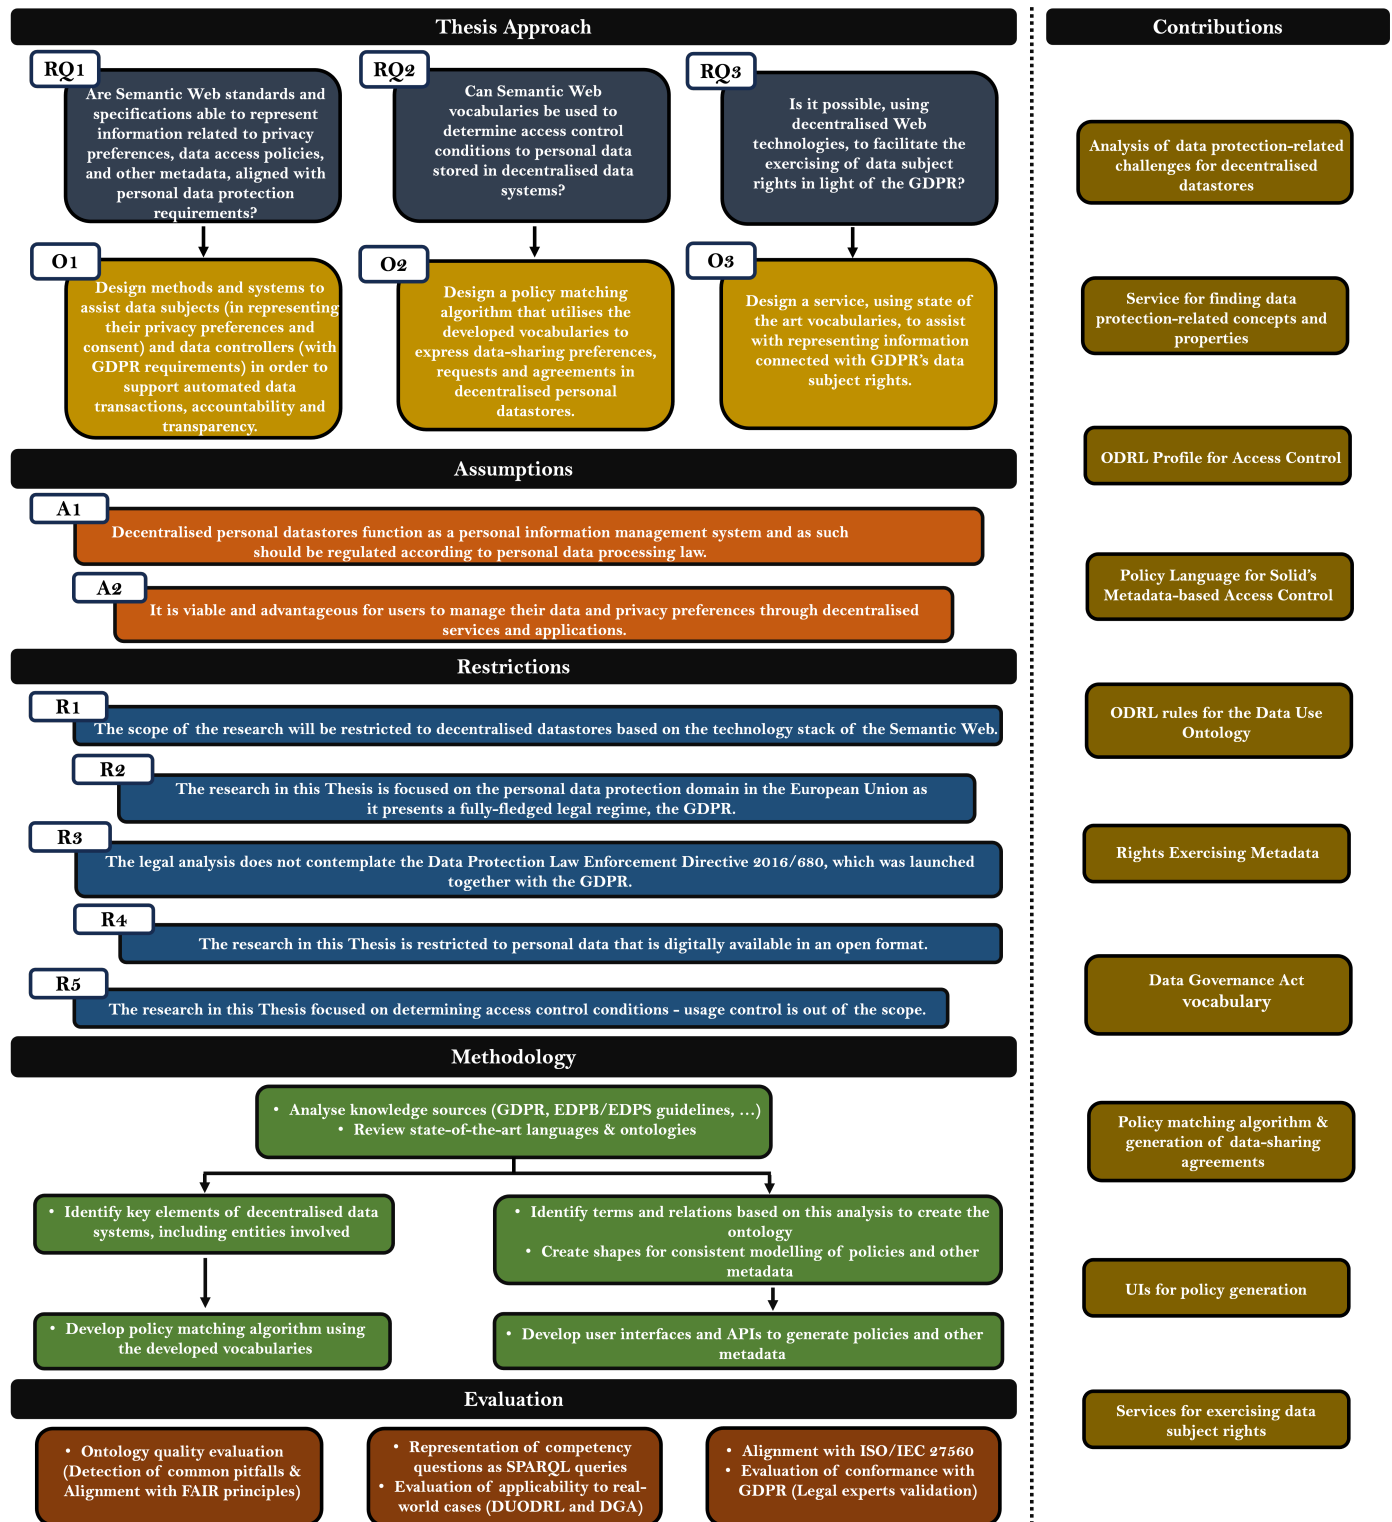 Thesis Approach
RQ1
Are Semantic Web standards and
specifications able to represent
information related to privacy
preferences, data access policies,
and other metadata, aligned with
personal data protection
requirements?
RQ2
Can Semantic Web
vocabularies be used to
determine access control
conditions to personal data
stored in decentralised data
systems?
RQ3
Is it possible, using
decentralised Web
technologies, to facilitate the
exercising of data subject
rights in light of the GDPR?
O1
Design methods and systems to
assist data subjects (in representing
their privacy preferences and
consent) and data controllers (with
GDPR requirements) in order to
support automated data
transactions, accountability and
transparency.
O2
Design a policy matching
algorithm that utilises the
developed vocabularies to
express data-sharing preferences,
requests and agreements in
decentralised personal
datastores.
O3
Design a service, using state of
the art vocabularies, to assist
with representing information
connected with GDPR's data
subject rights.
Assumptions
A1
Decentralised personal datastores function as a personal information management system and as such
should be regulated according to personal data processing law.
A2
It is viable and advantageous for users to manage their data and privacy preferences through decentralised
services and applications.
Restrictions
R1
The scope of the research will be restricted to decentralised datastores based on the technology stack of the Semantic Web.
R2
The research in this Thesis is focused on the personal data protection domain in the European Union as
it presents a fully-fledged legal regime, the GDPR.
R3
The legal analysis does not contemplate the Data Protection Law Enforcement Directive 2016/680, which was launched
together with the GDPR.
R4
The research in this Thesis is restricted to personal data that is digitally available in an open format.
R5
The research in this Thesis focused on determining access control conditions - usage control is out of the scope.
Methodology
• Analyse knowledge sources (GDPR, EDPB/EDPS guidelines, …)
• Review state-of-the-art languages & ontologies
• Identify key elements of decentralised data
systems, including entities involved
• Identify terms and relations based on this analysis to create the
ontology
• Create shapes for consistent modelling of policies and other
metadata
• Develop policy matching algorithm using
the developed vocabularies
• Develop user interfaces and APIs to generate policies and other
metadata
Evaluation
• Ontology quality evaluation
(Detection of common pitfalls &
Alignment with FAIR principles)
• Representation of competency
questions as SPARQL queries
• Evaluation of applicability to real-
world cases (DUODRL and DGA)
• Alignment with ISO/IEC 27560
• Evaluation of conformance with
GDPR (Legal experts validation)
Contributions
Analysis of data protection-related
challenges for decentralised
datastores
Service for finding data
protection-related concepts and
properties
ODRL Profile for Access Control
Policy Language for Solid's
Metadata-based Access Control
ODRL rules for the Data Use
Ontology
Rights Exercising Metadata
Data Governance Act
vocabulary
Policy matching algorithm &
generation of data-sharing
agreements
UIs for policy generation
Services for exercising data
subject rights